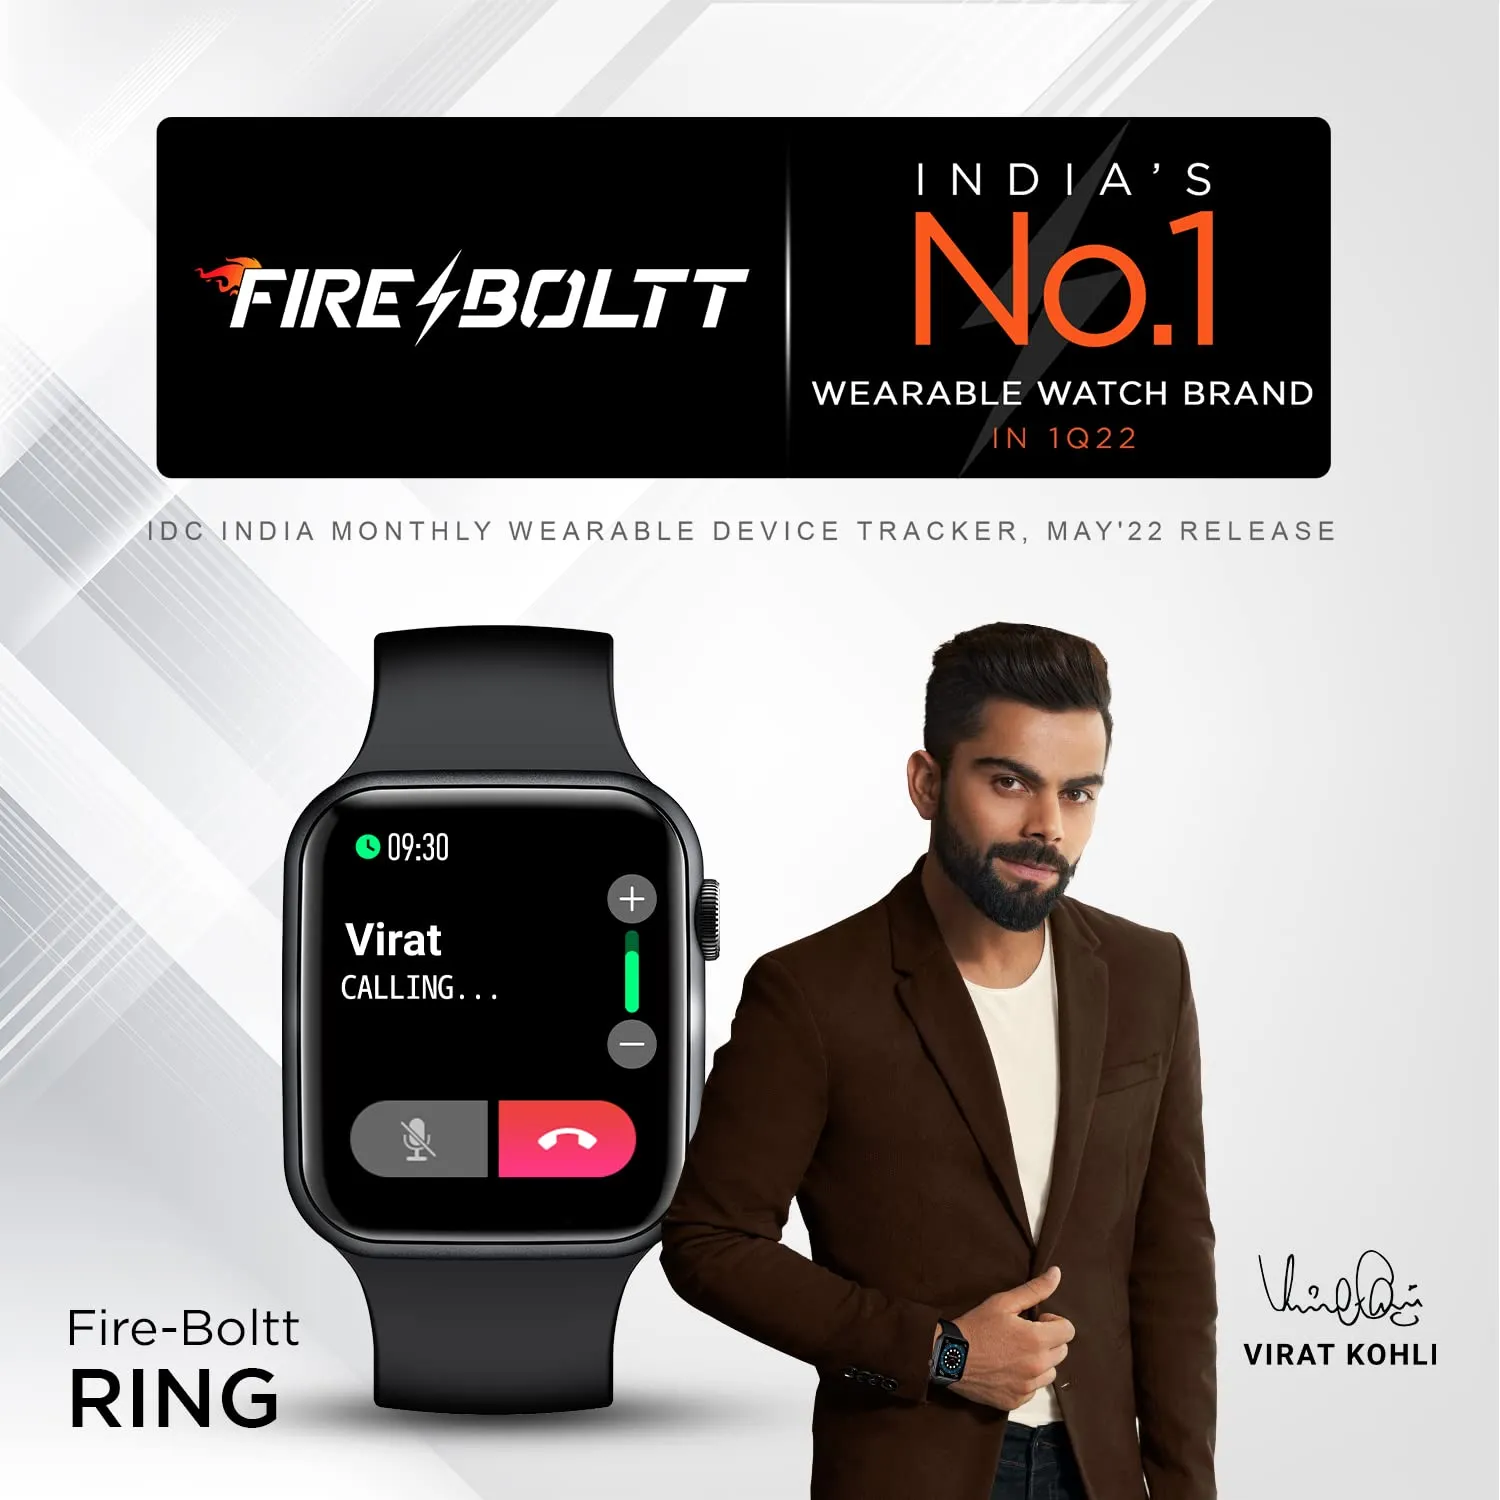 FIRE BOLTT
INDIA'S
No.1
WEARABLE WATCH BRAND
IN 1Q22
IDC INDIA MONTHLY WEARABLE DEVICE TRACKER, MAY'22 RELEASE
09:30
Virat
CALLING...
Fire-Boltt
RING
VIRAT KOHLI